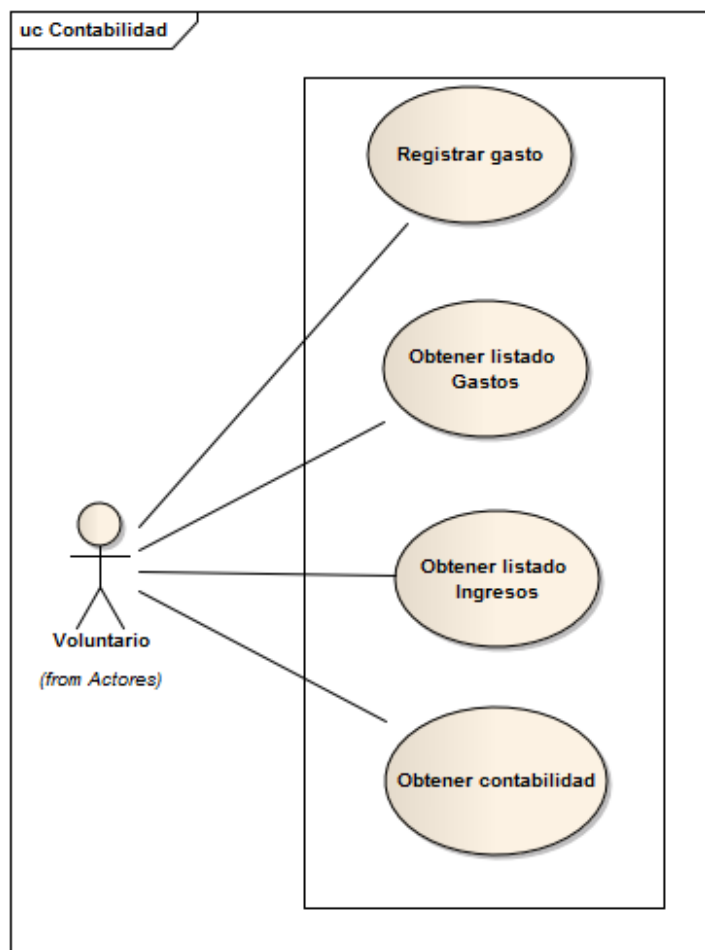 uc Contabilidad
Registrar gasto
Obtener listado
Gastos
Obtener listado
Ingresos
Voluntario
(from Actores)
Obtener contabilidad